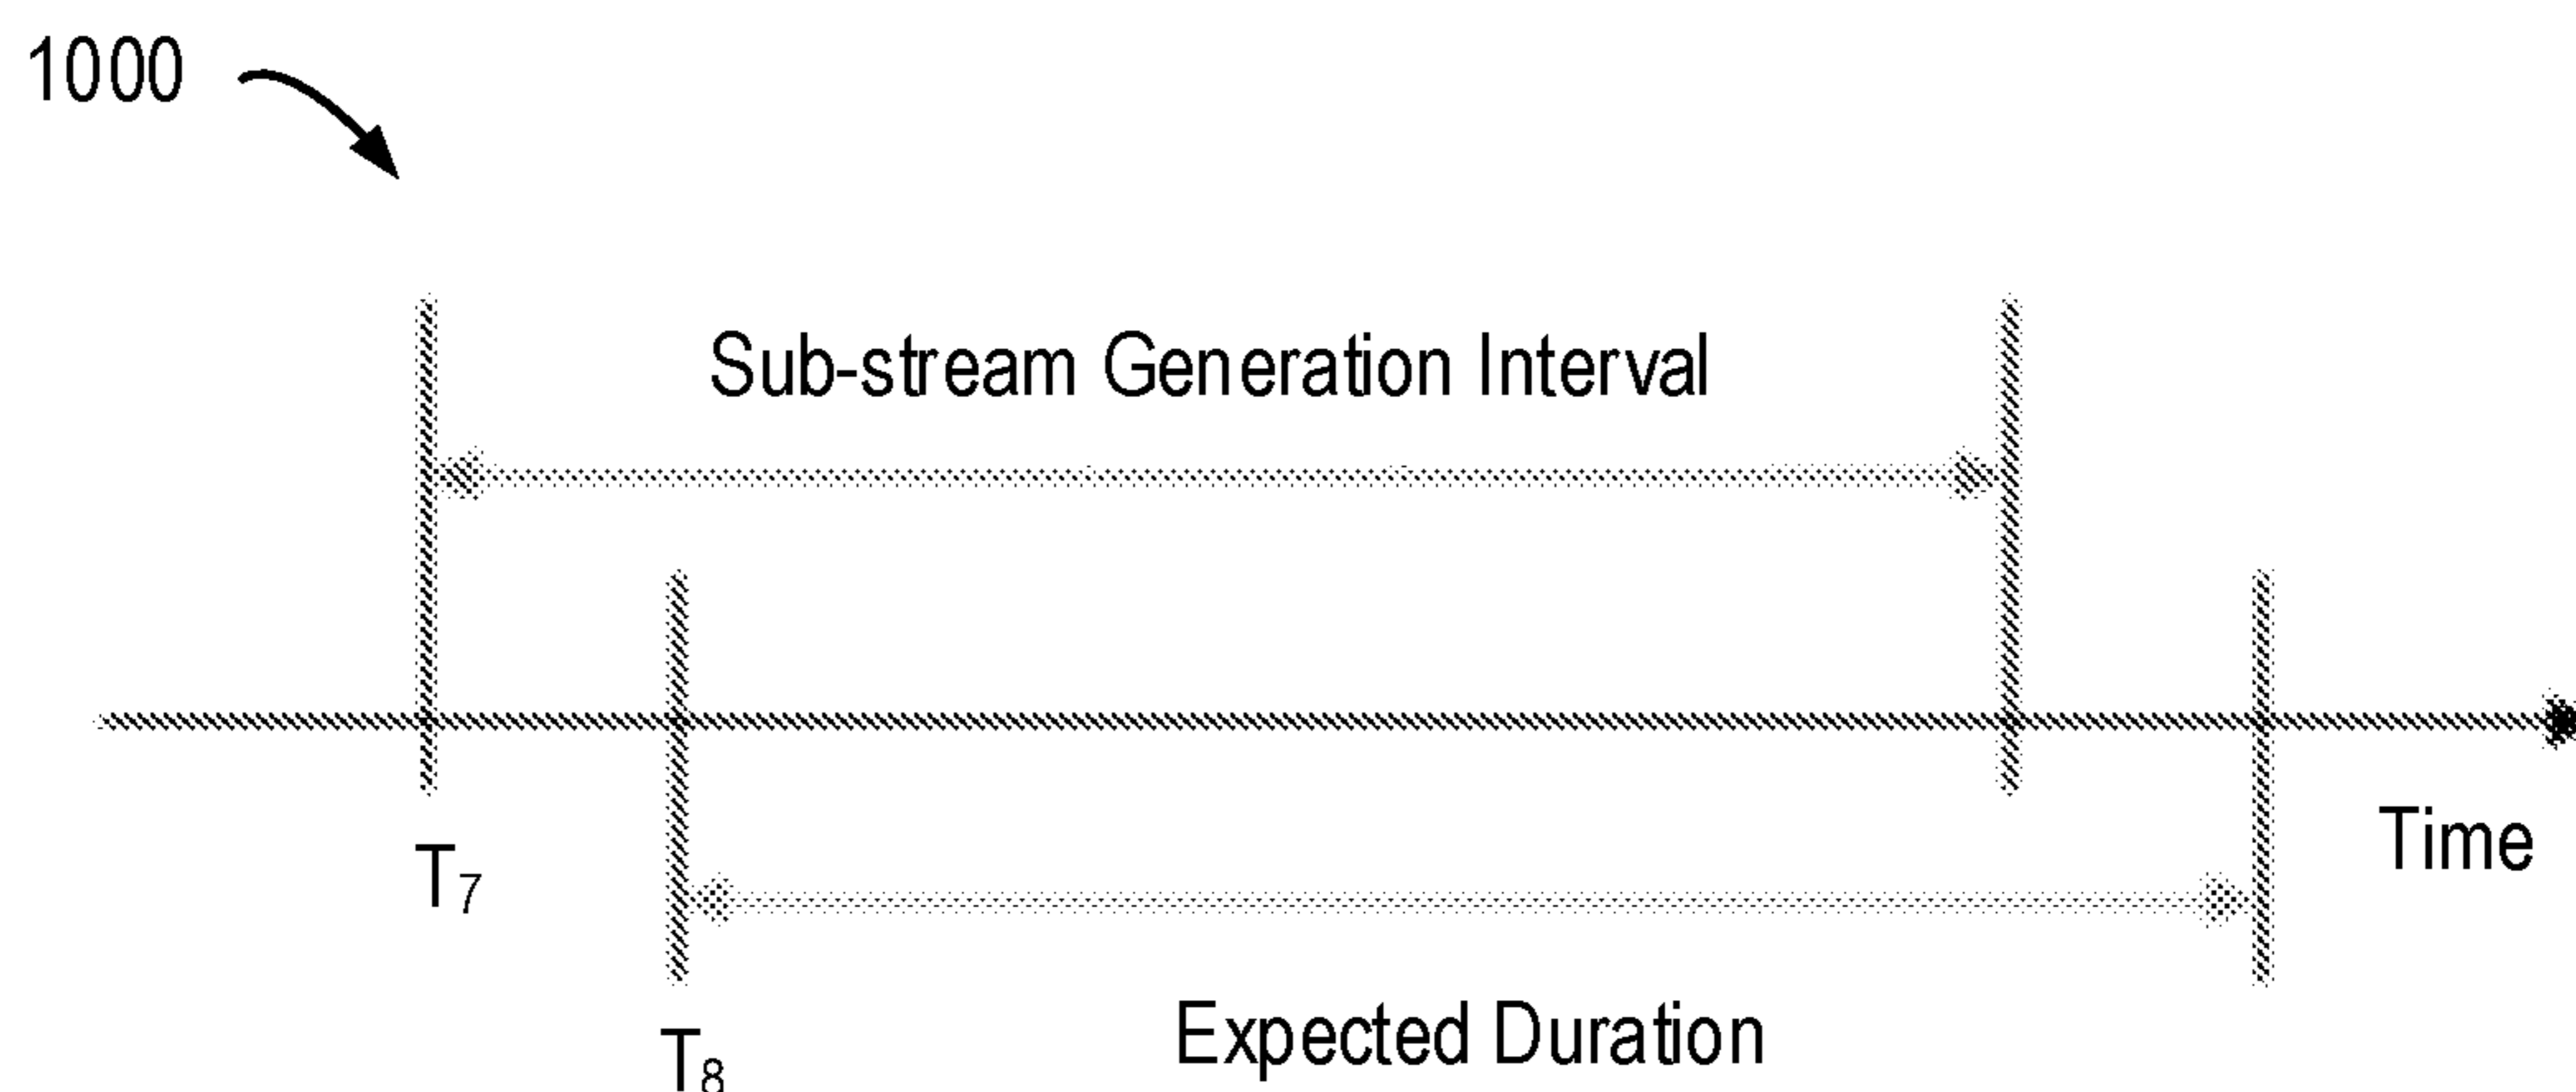 1000
Sub-stream Generation Interval
Time
T₇
T₈
Expected Duration